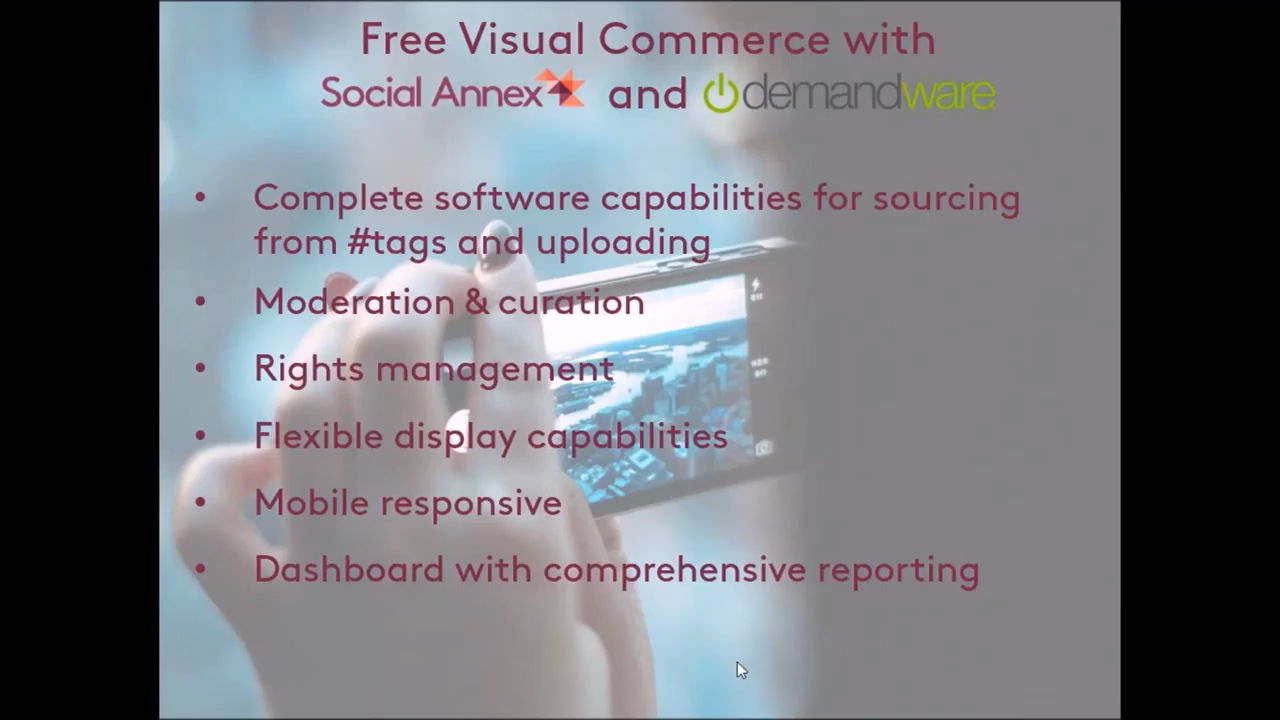 Free Visual Commerce with
Social Annex and demandware
• Complete software capabilities for sourcing
from #tags and uploading
• Moderation & curation
• Rights management
• Flexible display capabilities
• Mobile responsive
• Dashboard with comprehensive reporting